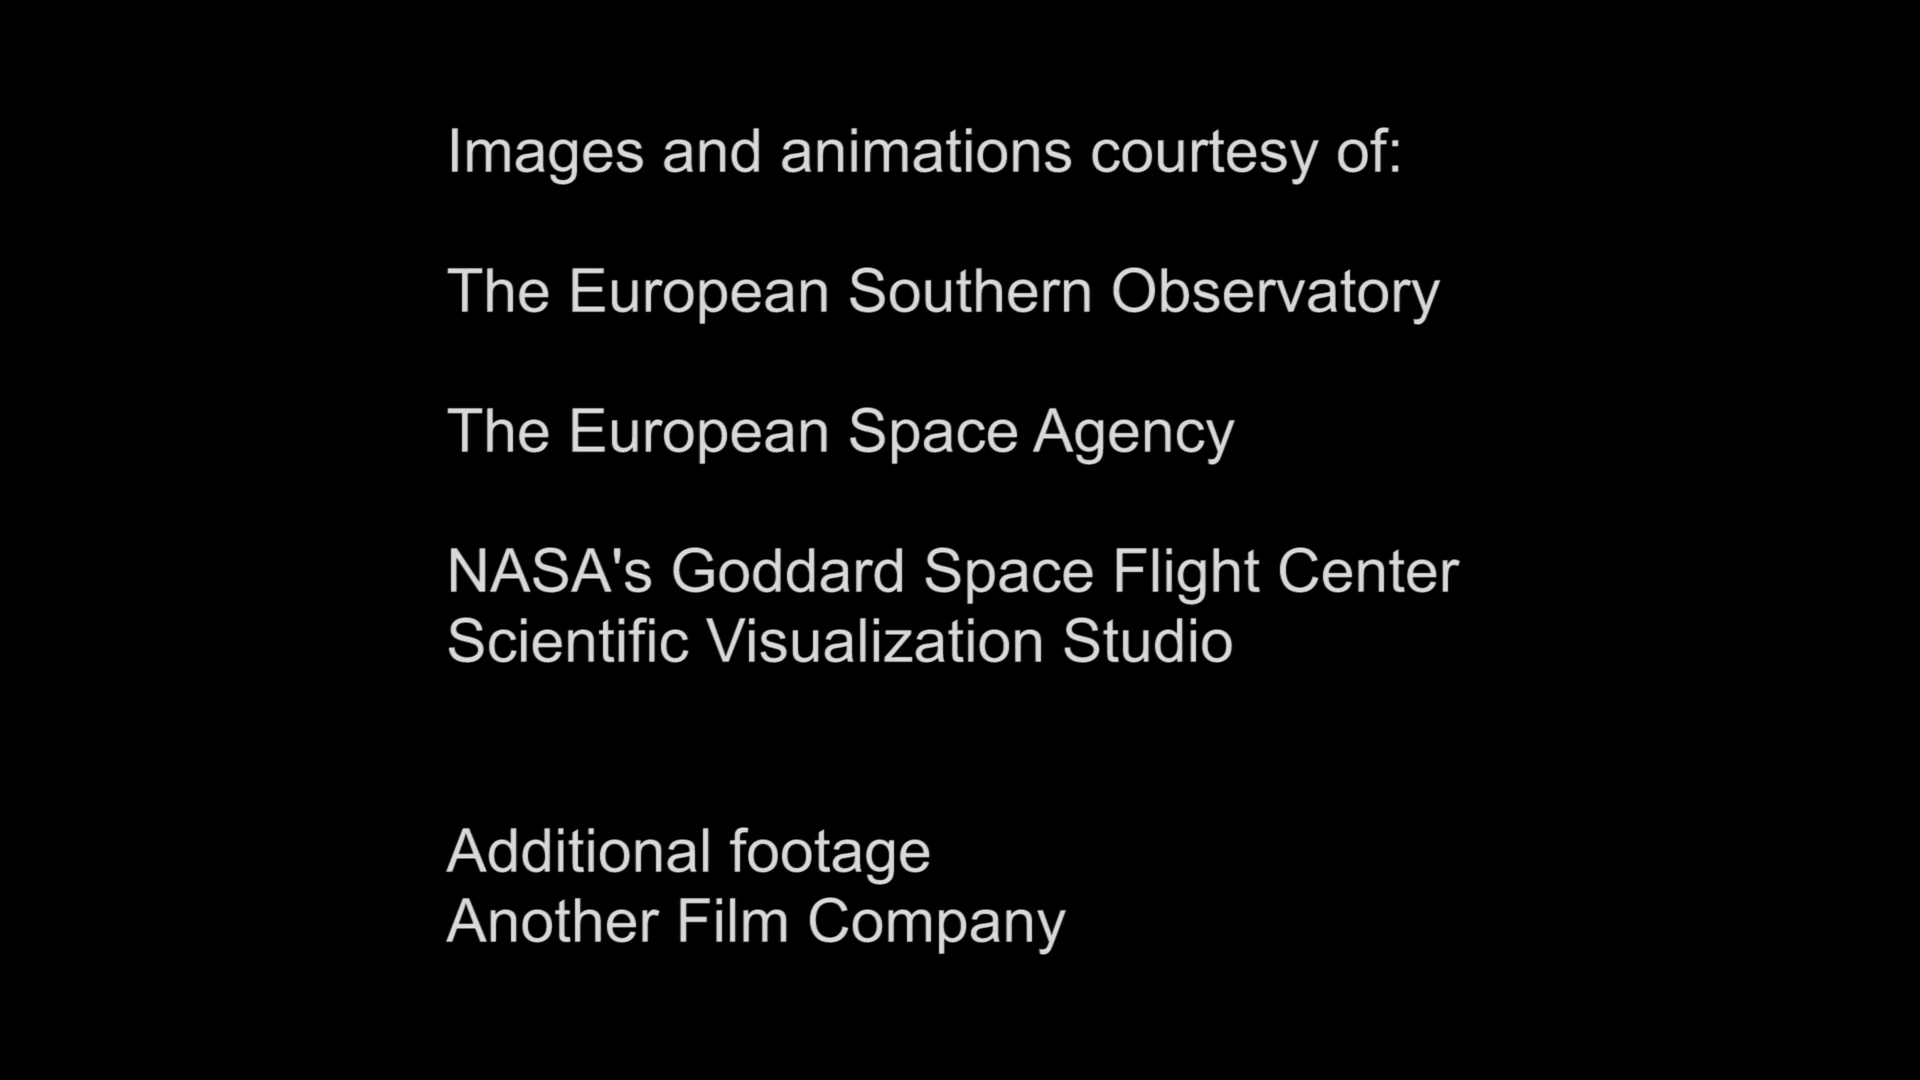 Images and animations courtesy of:
The European Southern Observatory
The European Space Agency
NASA's Goddard Space Flight Center
Scientific Visualization Studio
Additional footage
Another Film Company